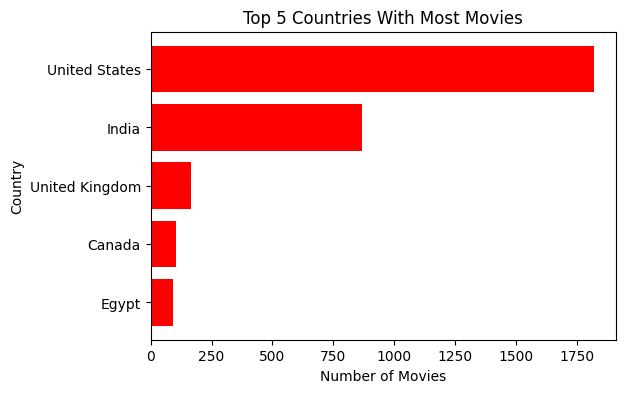 Top 5 Countries With Most Movies
United States
India
United Kingdom
Canada
Egypt
Country
0 250 500 750 1000 1250 1500 1750
Number of Movies